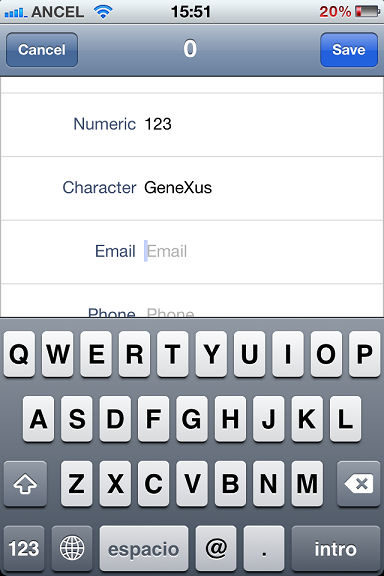 ANCEL 15:51 20%
Cancel 0 Save
Numeric 123
Character GeneXus
Email Email
Phone Phone
Q W E R T Y U I O P
A S D F G H J K L
Z X C V B N M
123 espacio @ . intro